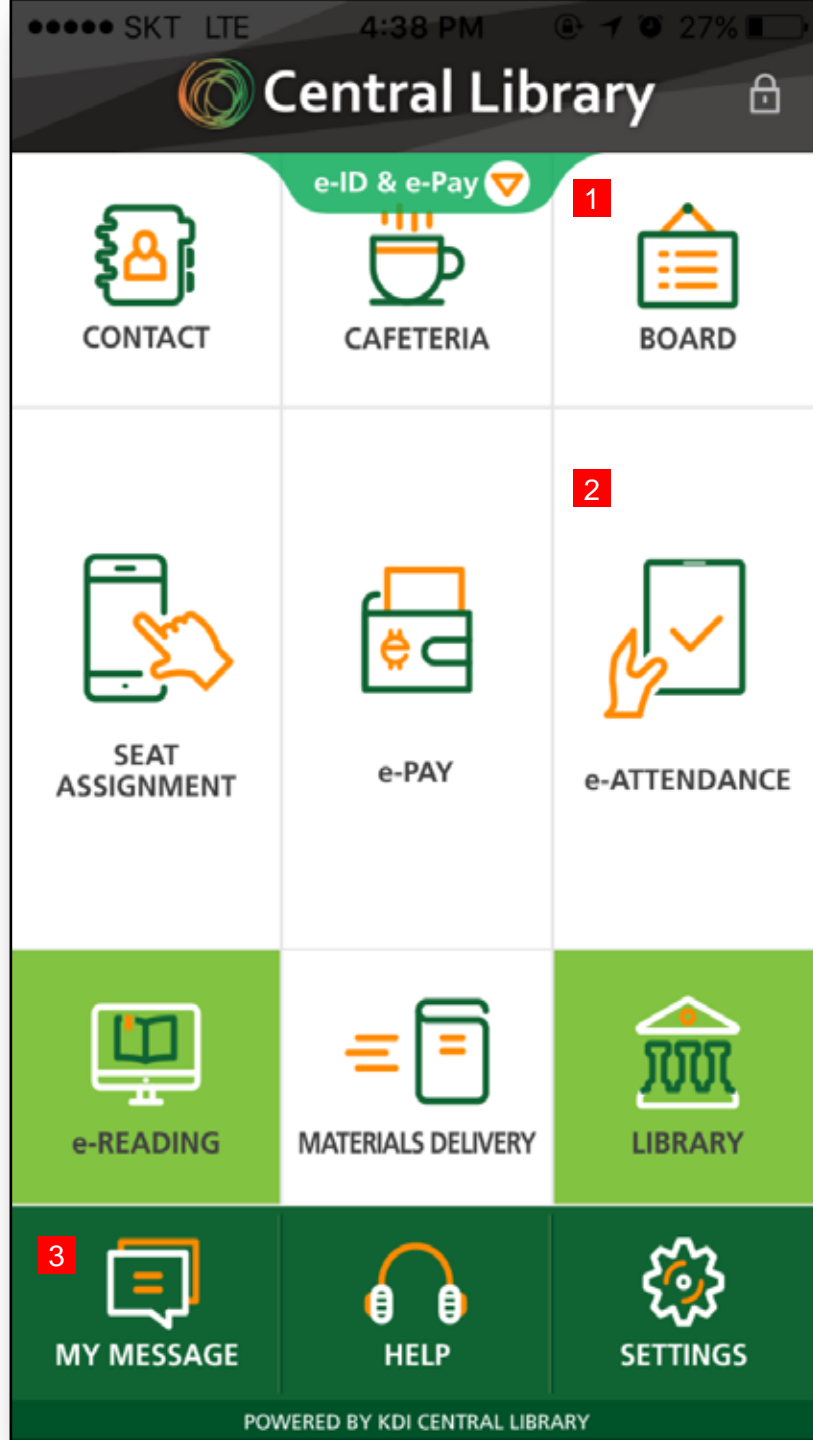 SKT LTE 4:38 PM 27%
Central Library
e-ID & e-Pay
1
CONTACT
CAFETERIA
BOARD
2
SEAT
ASSIGNMENT
e-PAY
e-ATTENDANCE
e-READING
MATERIALS DELIVERY
LIBRARY
3
MY MESSAGE
HELP
SETTINGS
POWERED BY KDI CENTRAL LIBRARY